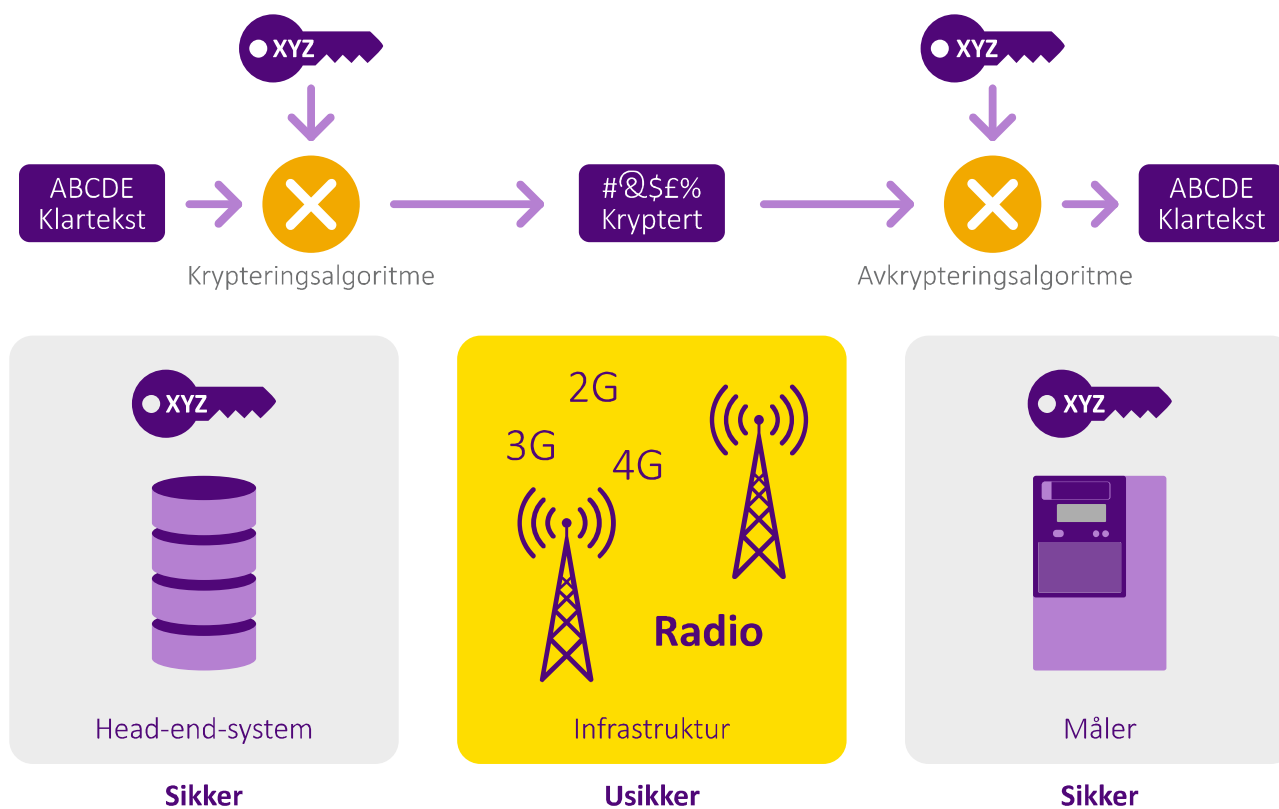 XYZ
XYZ
ABCDE
Klartekst
#@$£%
Kryptert
ABCDE
Klartekst
Krypteringsalgoritme
Avkrypteringsalgoritme
XYZ
2G
3G
4G
Radio
XYZ
Head-end-system
Infrastruktur
Måler
Sikker
Usikker
Sikker